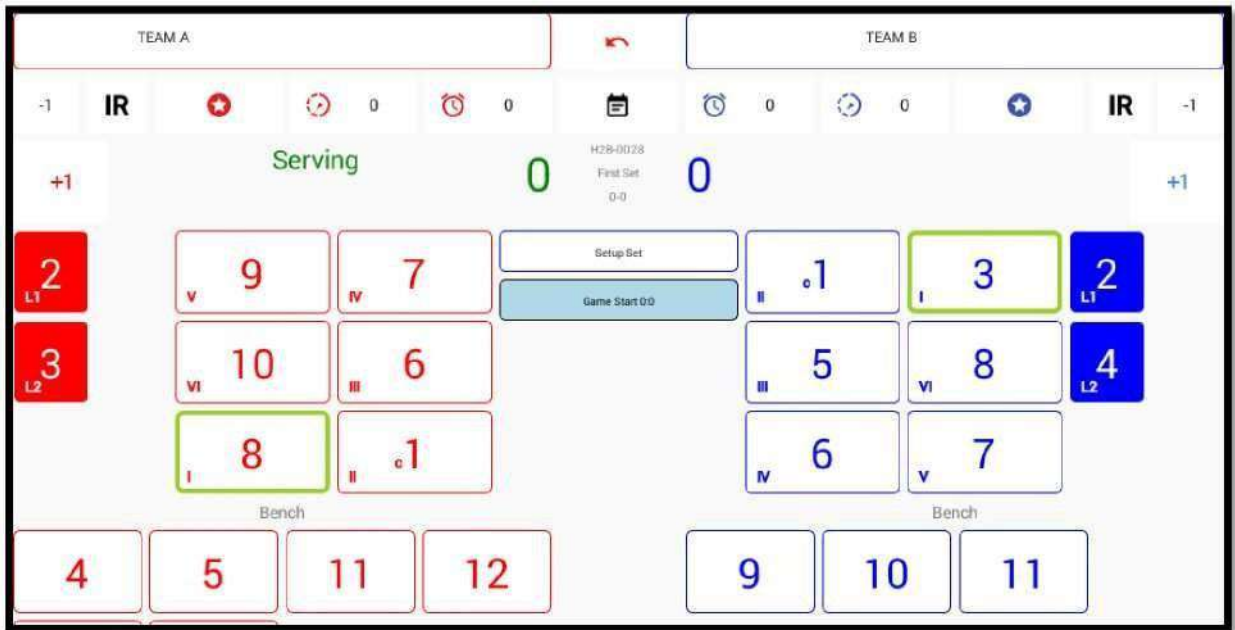 TEAM A TEAM B
-1 IR 0 0 0 0 IR -1
Serving 0 H2B-0028 0
+1 First Set +1
0-0
2 L1 V 9 IV 7 Setup Set II c1 I 3 L1 2
Game Start 0:0
3 L2 VI 10 III 6 III 5 VI 8 L2 4
I 8 II c1 IV 6 V 7
Bench Bench
4 5 11 12 9 10 11